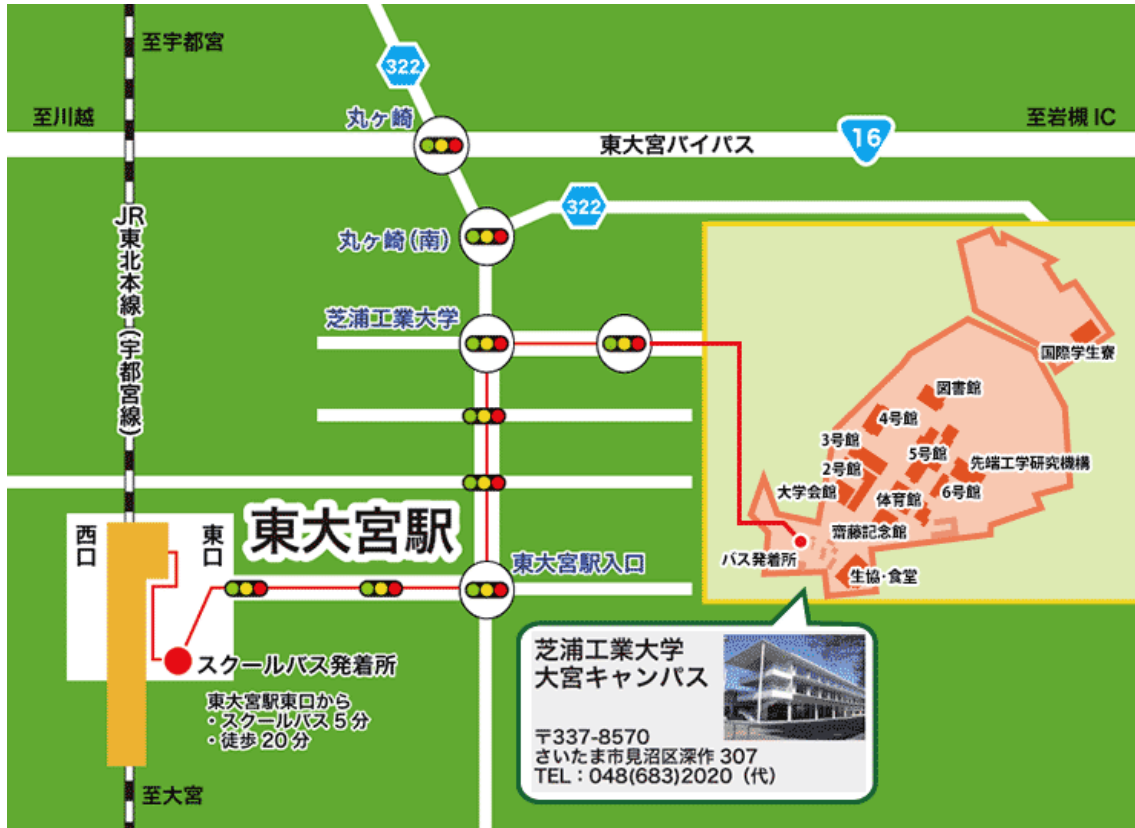 至宇都宮
322
至川越
丸ヶ崎
至岩槻IC
東大宮バイパス
16
322
丸ヶ崎(南)
JR東北本線(宇都宮線)
芝浦工業大学
国際学生寮
図書館
4号館
3号館
5号館
2号館
先端工学研究機構
大学会館
体育館
6号館
齋藤記念館
バス発着所
生協・食堂
西口
東口
東大宮駅
東大宮駅入口
スクールバス発着所
東大宮駅東口から
・スクールバス5分
・徒歩20分
至大宮
芝浦工業大学
大宮キャンパス
〒337-8570
さいたま市見沼区深作307
TEL：048(683)2020（代）